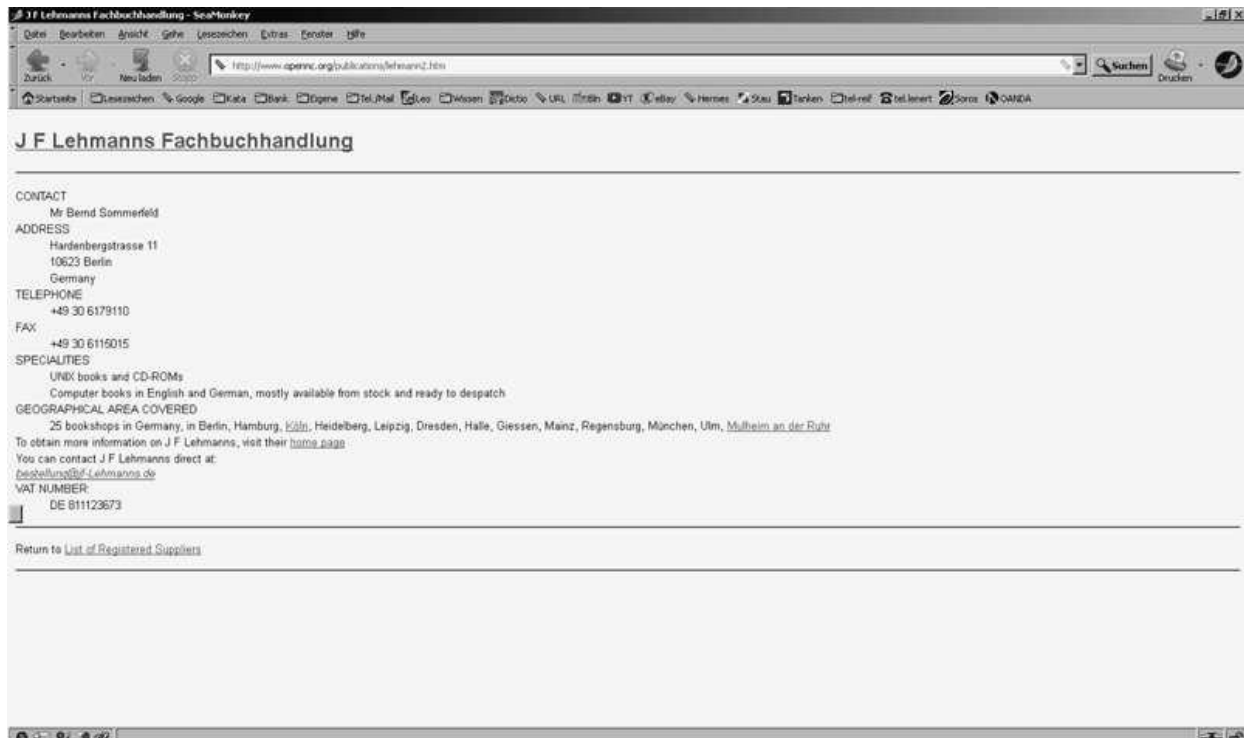 J F Lehmanns Fachbuchhandlung - SeaMonkey
Datei Bearbeiten Ansicht Gehe Lesezeichen Extras Fenster Hilfe
Zurück Vor Neu laden Stopp http://www.opennc.org/publications/lehmann2.htm Suchen Drucken
Startseite Lesezeichen Google Kata Bank Eigene Tel./Mail Leo Wissen Dictio URL YT eBay Hermes Stau Tanken tel-reif tel.lenert Soros OANDA
J F Lehmanns Fachbuchhandlung
CONTACT
Mr Bernd Sommerfeld
ADDRESS
Hardenbergstrasse 11
10623 Berlin
Germany
TELEPHONE
+49 30 6179110
FAX
+49 30 6115015
SPECIALITIES
UNIX books and CD-ROMs
Computer books in English and German, mostly available from stock and ready to despatch
GEOGRAPHICAL AREA COVERED
25 bookshops in Germany, in Berlin, Hamburg, Köln, Heidelberg, Leipzig, Dresden, Halle, Giessen, Mainz, Regensburg, München, Ulm, Mulheim an der Ruhr
To obtain more information on J F Lehmanns, visit their home page
You can contact J F Lehmanns direct at:
bestellung@jf-Lehmanns.de
VAT NUMBER:
DE 811123673
Return to List of Registered Suppliers